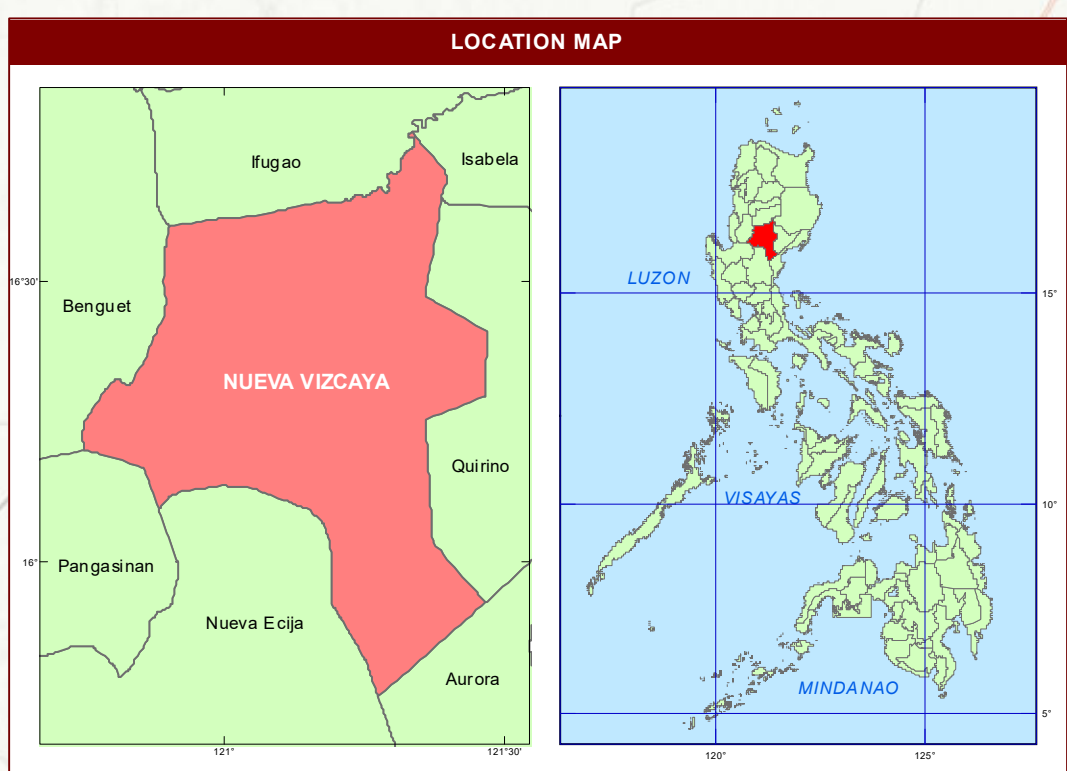 LOCATION MAP
Ifugao
Isabela
16°30'
Benguet
NUEVA VIZCAYA
Quirino
16°
Pangasinan
Nueva Ecija
Aurora
121°
121°30'
LUZON
15°
VISAYAS
10°
MINDANAO
5°
120°
125°